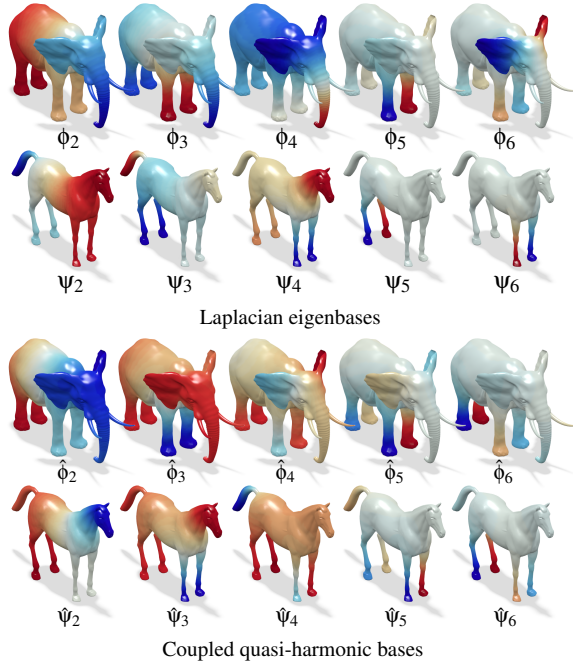 ϕ2 ϕ3 ϕ4 ϕ5 ϕ6
ψ2 ψ3 ψ4 ψ5 ψ6
Laplacian eigenbases
ϕ̂2 ϕ̂3 ϕ̂4 ϕ̂5 ϕ̂6
ψ̂2 ψ̂3 ψ̂4 ψ̂5 ψ̂6
Coupled quasi-harmonic bases